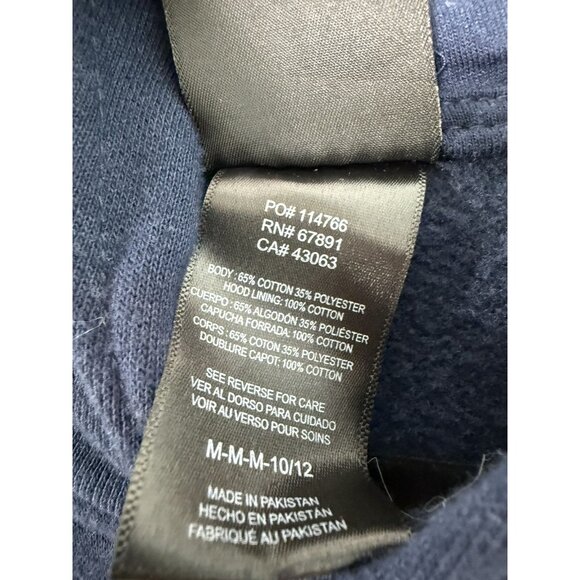 PO# 114766
RN# 67891
CA# 43063
BODY : 65% COTTON 35% POLYESTER
HOOD LINING : 100% COTTON
CUERPO : 65% ALGODÓN 35% POLIÉSTER
CAPUCHA FORRADA : 100% COTTON
CORPS : 65% COTON 35% POLYESTER
DOUBLURE CAPOT : 100% COTTON
SEE REVERSE FOR CARE
VER AL DORSO PARA CUIDADO
VOIR AU VERSO POUR SOINS
M-M-M-10/12
MADE IN PAKISTAN
HECHO EN PAKISTÁN
FABRIQUÉ AU PAKISTAN